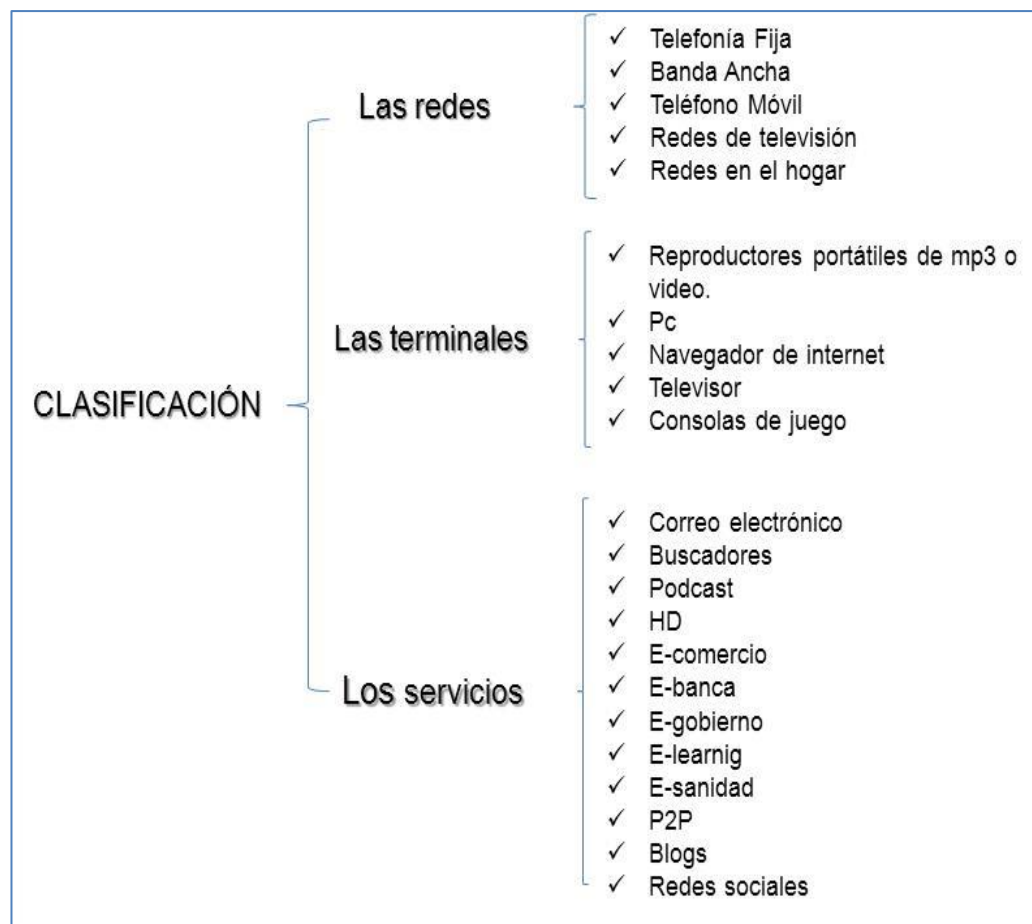 CLASIFICACIÓN
Las redes
✓ Telefonía Fija
✓ Banda Ancha
✓ Teléfono Móvil
✓ Redes de televisión
✓ Redes en el hogar
Las terminales
✓ Reproductores portátiles de mp3 o
video.
✓ Pc
✓ Navegador de internet
✓ Televisor
✓ Consolas de juego
Los servicios
✓ Correo electrónico
✓ Buscadores
✓ Podcast
✓ HD
✓ E-comercio
✓ E-banca
✓ E-gobierno
✓ E-learnig
✓ E-sanidad
✓ P2P
✓ Blogs
✓ Redes sociales